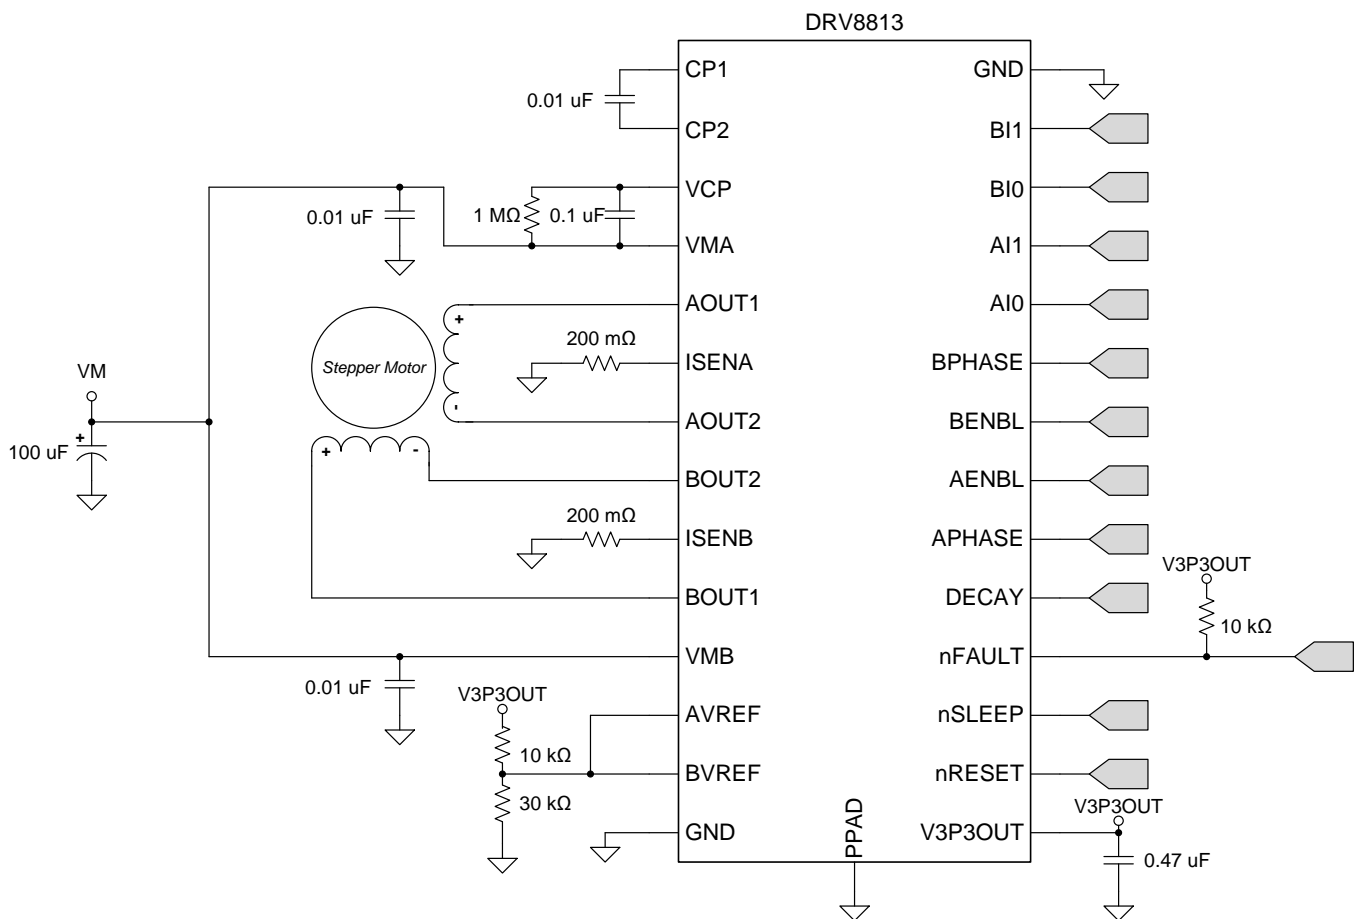 DRV8813
CP1
GND
0.01 uF
CP2
BI1
VCP
BI0
0.01 uF
1 MΩ
0.1 uF
VMA
AI1
AOUT1
AI0
+
200 mΩ
Stepper Motor
ISENA
BPHASE
VM
-
AOUT2
BENBL
+
100 uF
+
-
BOUT2
AENBL
200 mΩ
ISENB
APHASE
V3P3OUT
BOUT1
DECAY
10 kΩ
VMB
nFAULT
0.01 uF
V3P3OUT
AVREF
nSLEEP
10 kΩ
BVREF
nRESET
30 kΩ
V3P3OUT
GND
PPAD
V3P3OUT
0.47 uF